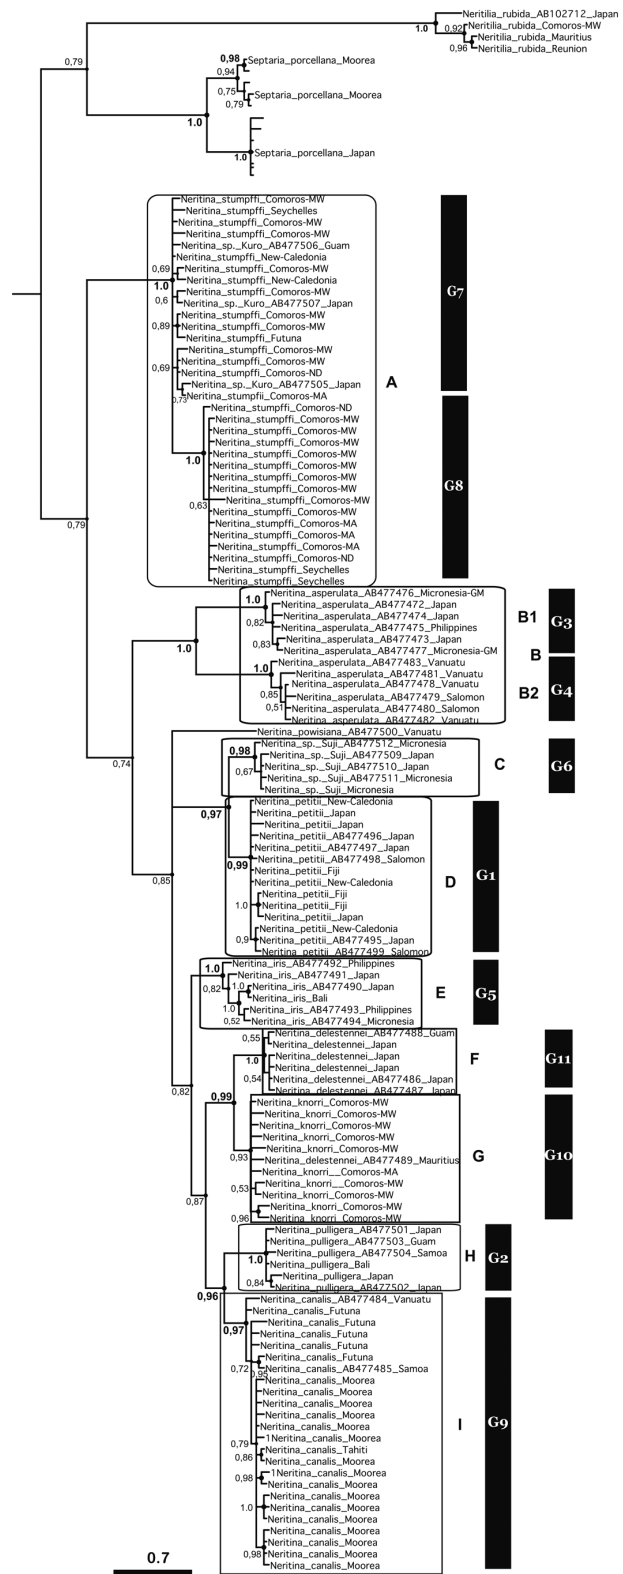 Neritilia_rubida_AB102712_Japan
0,92
Neritilia_rubida_Comoros-MW
1.0
Neritilia_rubida_Mauritius
0,96
Neritilia_rubida_Reunion
0,98
Septaria_porcellana_Moorea
0,79
0,94
0,75
Septaria_porcellana_Moorea
0,79
1.0
1.0
Septaria_porcellana_Japan
Neritina_stumpffi_Comoros-MW
Neritina_stumpffi_Seychelles
Neritina_stumpffi_Comoros-MW
Neritina_stumpffi_Comoros-MW
Neritina_sp._Kuro_AB477506_Guam
Neritina_stumpffi_New-Caledonia
0,69
Neritina_stumpffi_Comoros-MW
Neritina_stumpffi_New-Caledonia
1.0
G7
Neritina_stumpffi_Comoros-MW
0,6
Neritina_sp._Kuro_AB477507_Japan
Neritina_stumpffi_Comoros-MW
0,89
Neritina_stumpffi_Comoros-MW
Neritina_stumpffi_Futuna
Neritina_stumpffi_Comoros-MW
Neritina_stumpffi_Comoros-MW
0,69
Neritina_stumpffi_Comoros-ND
A
Neritina_sp._Kuro_AB477505_Japan
0,73
Neritina_stumpfii_Comoros-MA
Neritina_stumpffi_Comoros-ND
Neritina_stumpffi_Comoros-MW
Neritina_stumpffi_Comoros-MW
Neritina_stumpffi_Comoros-MW
1.0
Neritina_stumpffi_Comoros-MW
Neritina_stumpffi_Comoros-MW
Neritina_stumpffi_Comoros-MW
G8
Neritina_stumpffi_Comoros-MW
0,63
Neritina_stumpffi_Comoros-MW
Neritina_stumpffi_Comoros-MW
Neritina_stumpffi_Comoros-MA
0,79
Neritina_stumpffi_Comoros-MA
Neritina_stumpffi_Comoros-MA
Neritina_stumpffi_Comoros-ND
Neritina_stumpffi_Seychelles
Neritina_stumpffi_Seychelles
Neritina_asperulata_AB477476_Micronesia-GM
1.0
Neritina_asperulata_AB477472_Japan
Neritina_asperulata_AB477474_Japan
B1
G3
0,82
Neritina_asperulata_AB477475_Philippines
1.0
Neritina_asperulata_AB477473_Japan
0,83
Neritina_asperulata_AB477477_Micronesia-GM
B
Neritina_asperulata_AB477483_Vanuatu
1.0
Neritina_asperulata_AB477481_Vanuatu
Neritina_asperulata_AB477478_Vanuatu
0,85
Neritina_asperulata_AB477479_Salomon
B2
G4
0,51
Neritina_asperulata_AB477480_Salomon
Neritina_asperulata_AB477482_Vanuatu
Neritina_powisiana_AB477500_Vanuatu
0,74
Neritina_sp._Suji_AB477512_Micronesia
0,98
Neritina_sp._Suji_AB477509_Japan
Neritina_sp._Suji_AB477510_Japan
C
G6
0,67
Neritina_sp._Suji_AB477511_Micronesia
Neritina_sp._Suji_Micronesia
Neritina_petitii_New-Caledonia
0,97
Neritina_petitii_Japan
Neritina_petitii_Japan
Neritina_petitii_AB477496_Japan
Neritina_petitii_AB477497_Japan
0,99
Neritina_petitii_AB477498_Salomon
Neritina_petitii_Fiji
0,85
Neritina_petitii_New-Caledonia
D
G1
Neritina_petitii_Fiji
1.0
Neritina_petitii_Fiji
Neritina_petitii_Japan
Neritina_petitii_New-Caledonia
0,9
Neritina_petitii_AB477495_Japan
Neritina_petitii_AB477499_Salomon
Neritina_iris_AB477492_Philippines
1.0
Neritina_iris_AB477491_Japan
0,82
1.0
Neritina_iris_AB477490_Japan
Neritina_iris_Bali
E
G5
1.0
Neritina_iris_AB477493_Philippines
0,52
Neritina_iris_AB477494_Micronesia
Neritina_delestennei_AB477488_Guam
0,55
Neritina_delestennei_Japan
1.0
Neritina_delestennei_Japan
F
G11
Neritina_delestennei_Japan
0,54
Neritina_delestennei_AB477486_Japan
0,82
Neritina_delestennei_AB477487_Japan
0,99
Neritina_knorri_Comoros-MW
Neritina_knorri_Comoros-MW
Neritina_knorri_Comoros-MW
Neritina_knorri_Comoros-MW
Neritina_knorri_Comoros-MW
G10
0,93
Neritina_delestennei_AB477489_Mauritius
G
Neritina_knorri__Comoros-MA
Neritina_knorri__Comoros-MW
0,53
Neritina_knorri_Comoros-MW
Neritina_knorri_Comoros-MW
0,96
Neritina_knorri_Comoros-MW
0,87
Neritina_pulligera_AB477501_Japan
Neritina_pulligera_AB477503_Guam
1.0
Neritina_pulligera_AB477504_Samoa
H
G2
Neritina_pulligera_Bali
0,84
Neritina_pulligera_Japan
Neritina_pulligera_AB477502_Japan
0,96
Neritina_canalis_AB477484_Vanuatu
Neritina_canalis_Futuna
Neritina_canalis_Futuna
0,97
Neritina_canalis_Futuna
Neritina_canalis_Futuna
Neritina_canalis_Futuna
0,72
0,95
Neritina_canalis_AB477485_Samoa
Neritina_canalis_Moorea
Neritina_canalis_Moorea
Neritina_canalis_Moorea
Neritina_canalis_Moorea
Neritina_canalis_Moorea
I
G9
1Neritina_canalis_Moorea
0,79
Neritina_canalis_Tahiti
0,86
Neritina_canalis_Moorea
1Neritina_canalis_Moorea
0,98
Neritina_canalis_Moorea
Neritina_canalis_Moorea
1.0
Neritina_canalis_Moorea
Neritina_canalis_Moorea
Neritina_canalis_Moorea
Neritina_canalis_Moorea
0,98
Neritina_canalis_Moorea
Neritina_canalis_Moorea
0.7